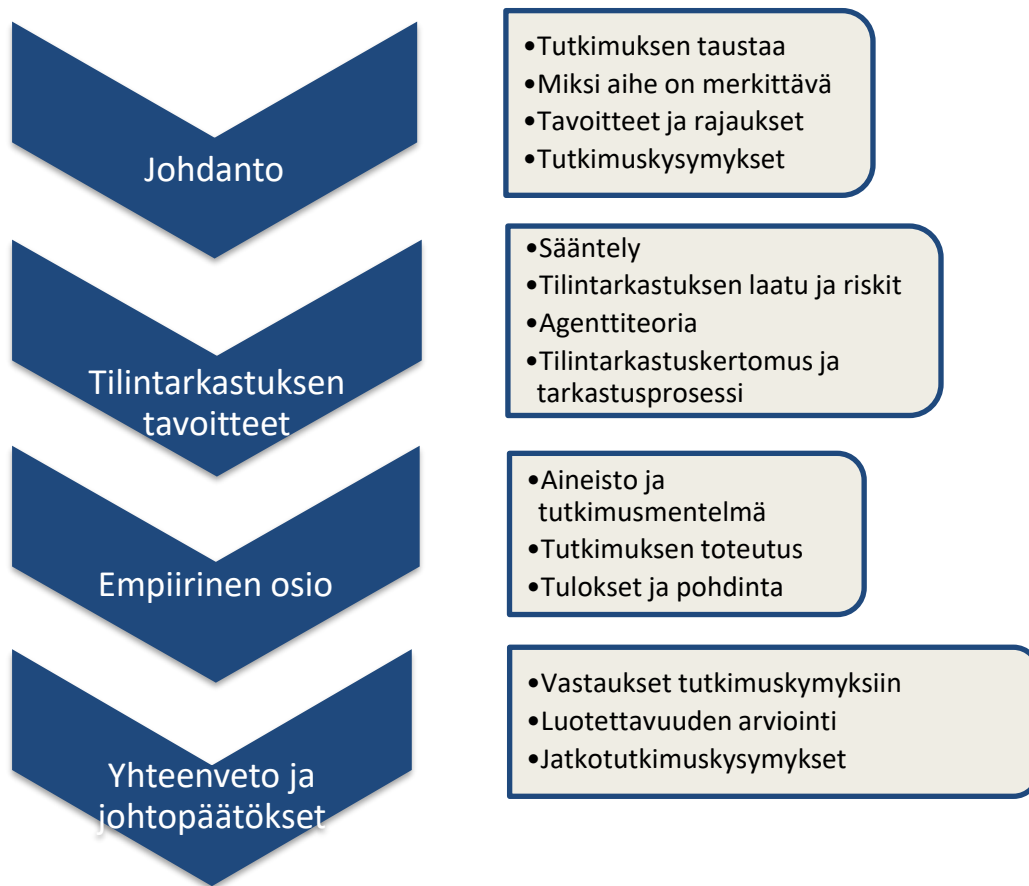 Johdanto
•Tutkimuksen taustaa
•Miksi aihe on merkittävä
•Tavoitteet ja rajaukset
•Tutkimuskysymykset
Tilintarkastuksen
tavoitteet
•Sääntely
•Tilintarkastuksen laatu ja riskit
•Agenttiteoria
•Tilintarkastuskertomus ja
tarkastusprosessi
Empiirinen osio
•Aineisto ja
tutkimusmentelmä
•Tutkimuksen toteutus
•Tulokset ja pohdinta
Yhteenveto ja
johtopäätökset
•Vastaukset tutkimuskymyksiin
•Luotettavuuden arviointi
•Jatkotutkimuskysymykset